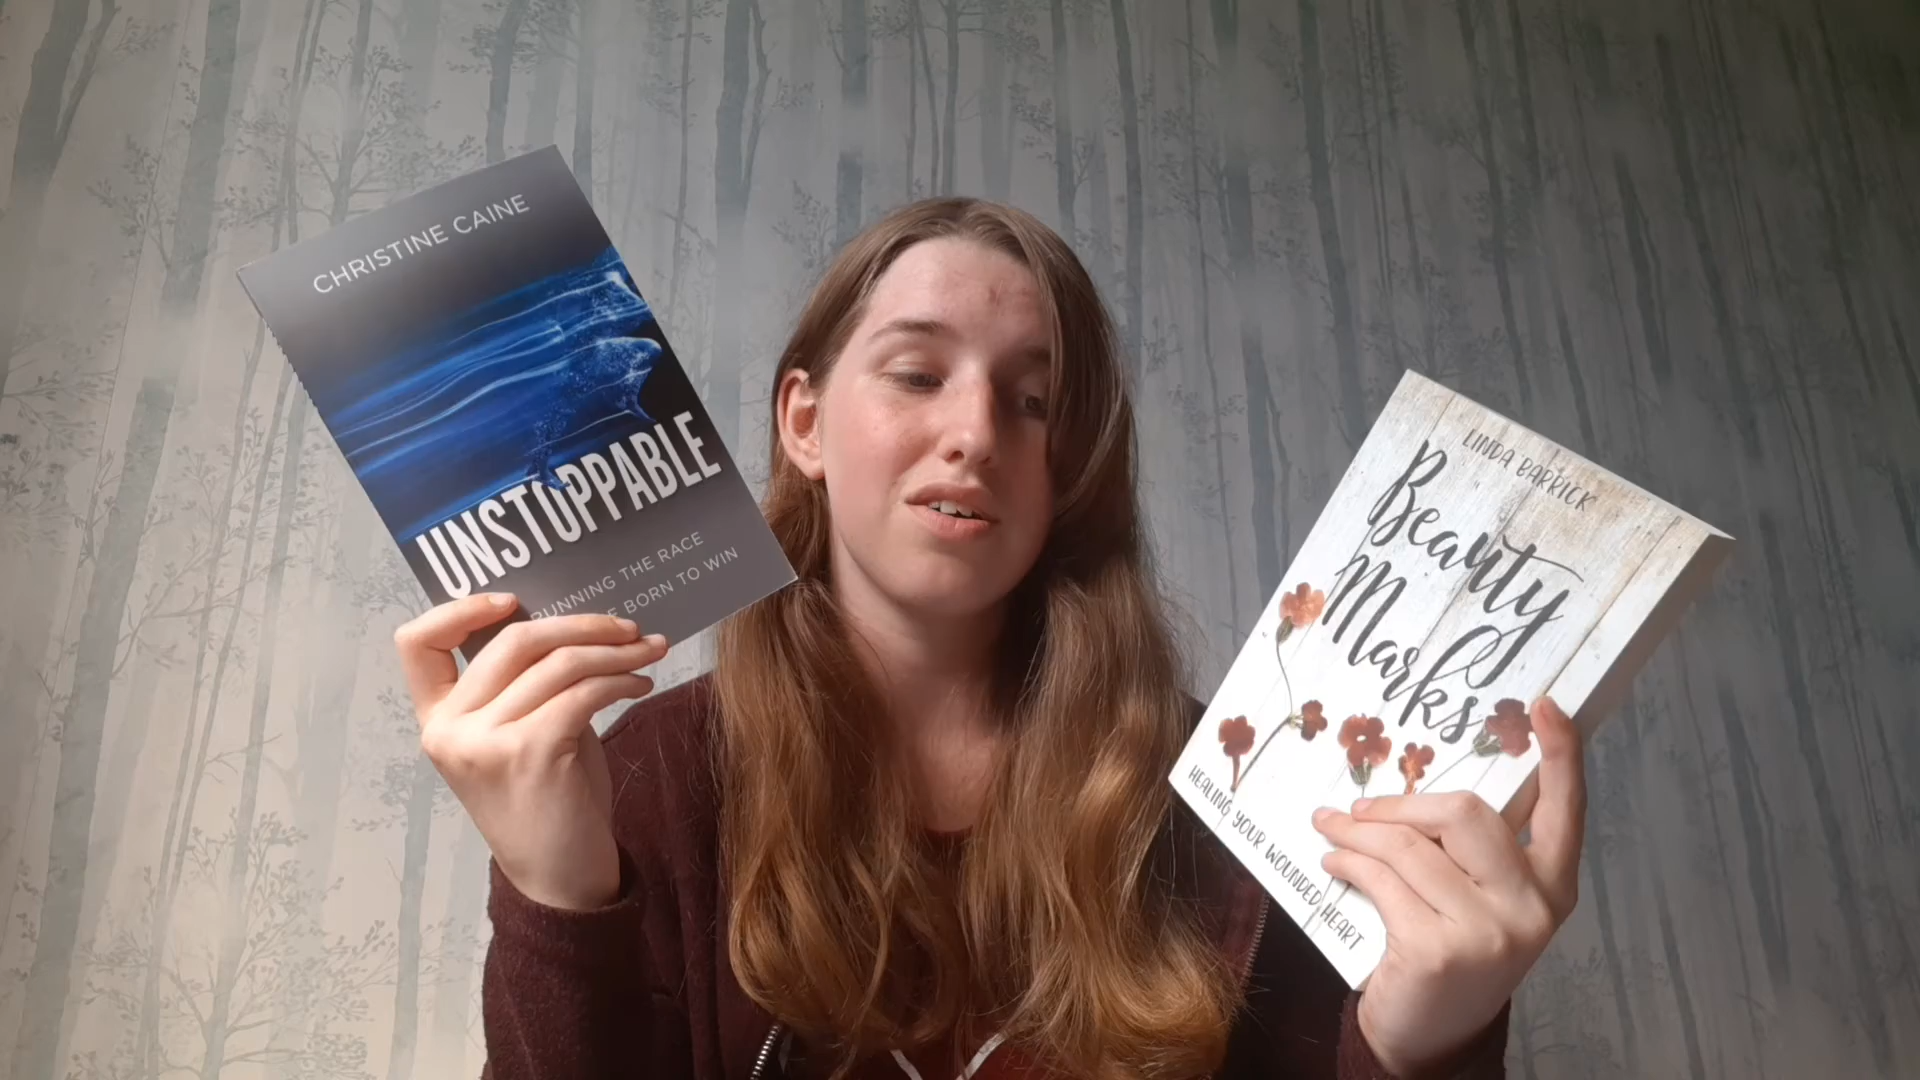 CHRISTINE CAINE
UNSTOPPABLE
RUNNING THE RACE
BORN TO WIN
LINDA BARRICK
Beauty
Marks
HEALING YOUR WOUNDED HEART